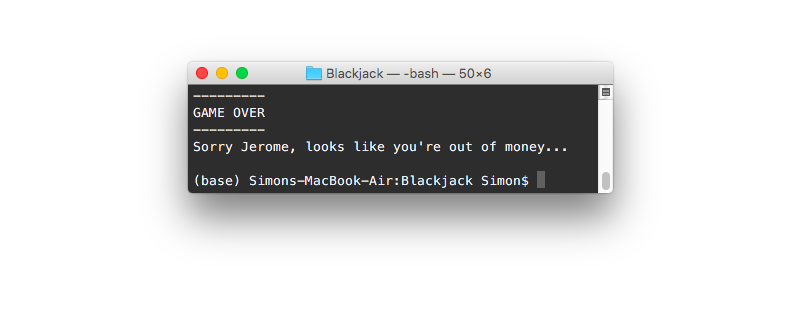 Blackjack — -bash — 50×6
---------
GAME OVER
---------
Sorry Jerome, looks like you're out of money...
(base) Simons-MacBook-Air:Blackjack Simon$